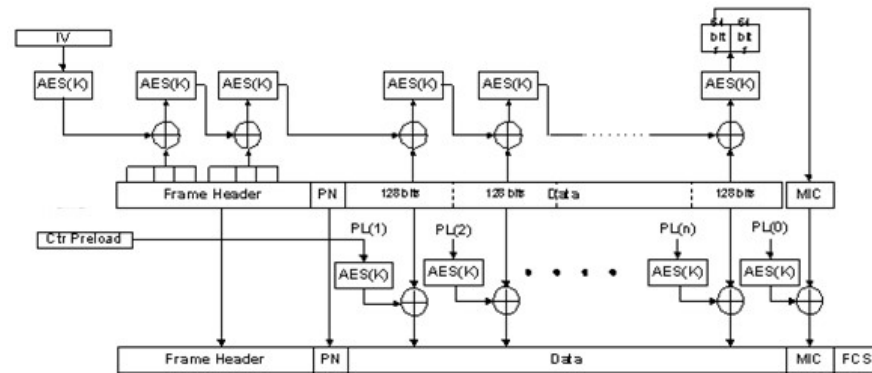 64 bits 64 bits
IV
AES(K) AES(K) AES(K) AES(K) AES(K) AES(K)
Frame Header PN 128 bits 128 bits Data 128 bits MIC
PL(1) PL(2) PL(n) PL(0)
Ctr Preload
AES(K) AES(K) AES(K) AES(K)
Frame Header PN Data MIC FCS